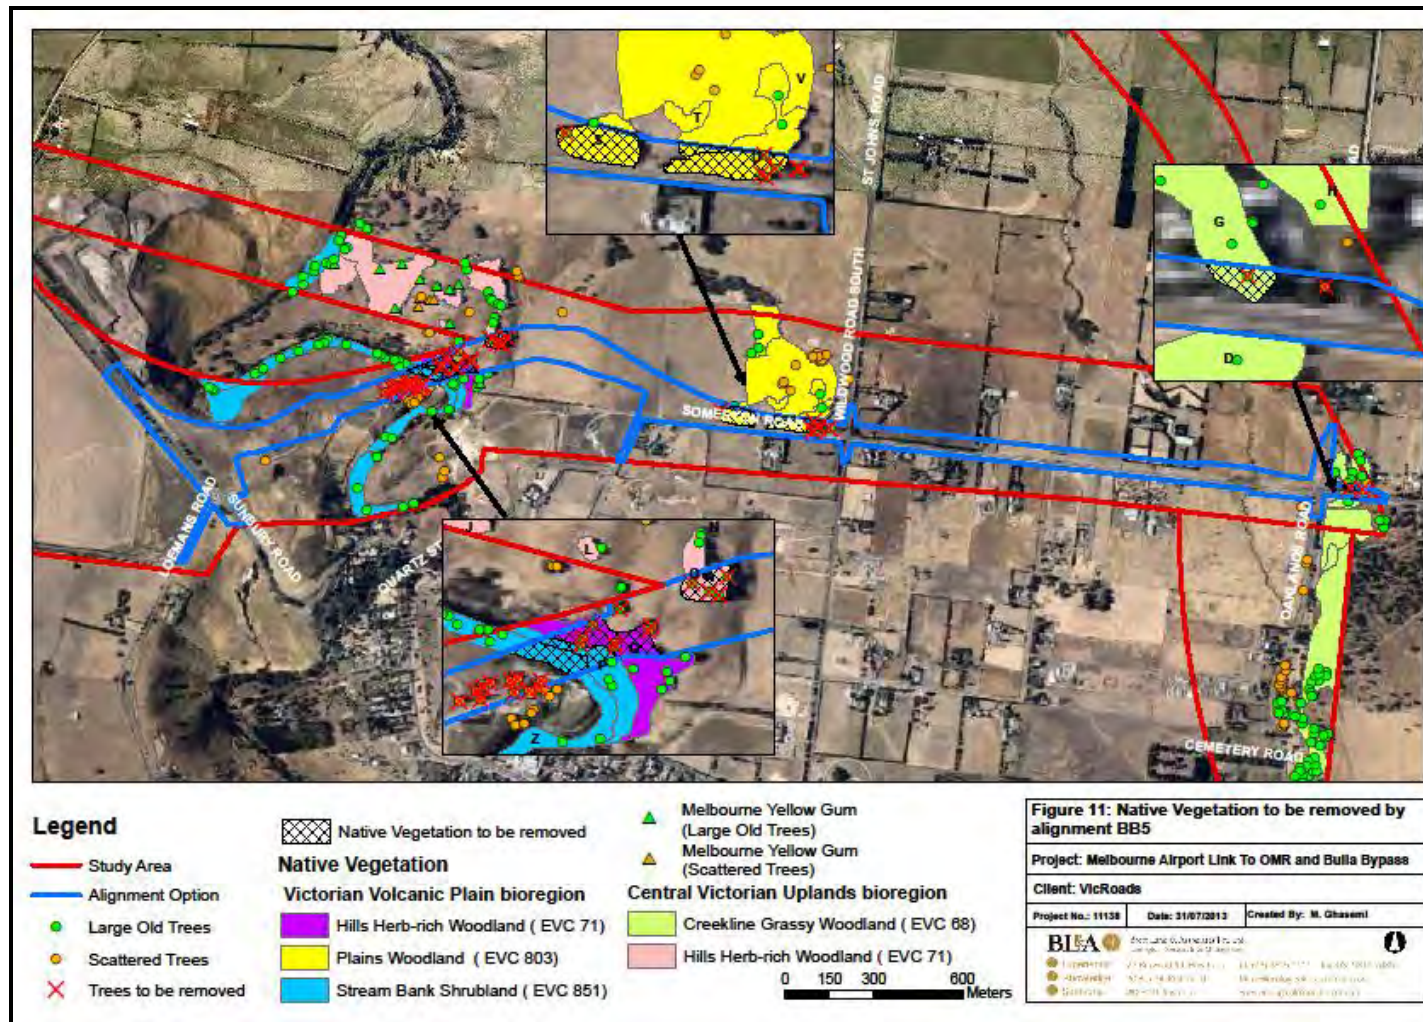 ST JOHNS ROAD
WILDWOOD ROAD SOUTH
SOMERTON ROAD
OAKLANDS ROAD
CEMETERY ROAD
LOEMANS ROAD
SUNBURY ROAD
QUARTZ ST
ROAD
S
T
V
G
H
D
I
L
N
Z
Legend
Study Area
Alignment Option
Large Old Trees
Scattered Trees
Trees to be removed
Native Vegetation to be removed
Native Vegetation
Victorian Volcanic Plain bioregion
Hills Herb-rich Woodland ( EVC 71)
Plains Woodland ( EVC 803)
Stream Bank Shrubland ( EVC 851)
Melbourne Yellow Gum
(Large Old Trees)
Melbourne Yellow Gum
(Scattered Trees)
Central Victorian Uplands bioregion
Creekline Grassy Woodland ( EVC 68)
Hills Herb-rich Woodland ( EVC 71)
0 150 300 600
Meters
Figure 11: Native Vegetation to be removed by
alignment BB5
Project: Melbourne Airport Link To OMR and Bulla Bypass
Client: VicRoads
Project No.: 11138 Date: 31/07/2013 Created By: M. Ghasemi
BL&A